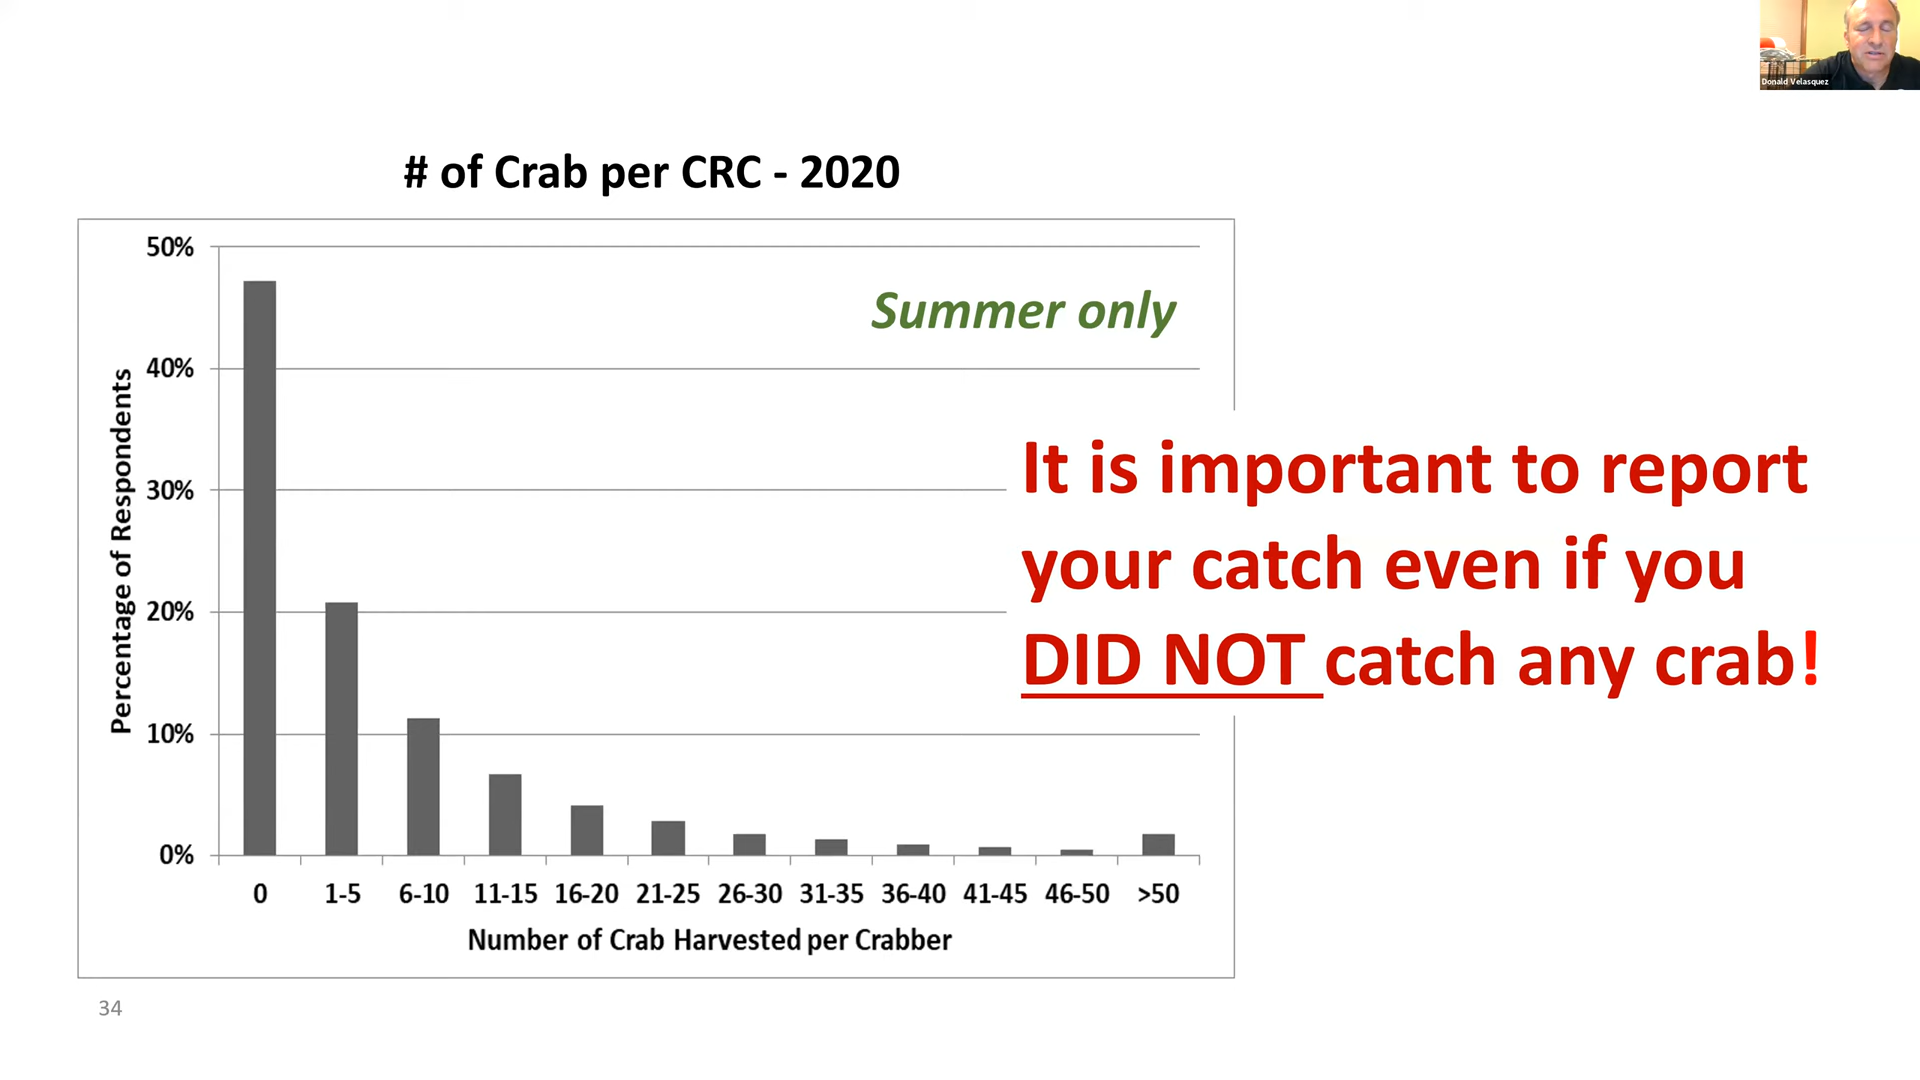 Donald Velasquez
# of Crab per CRC - 2020
50%
Summer only
40%
30%
20%
10%
0%
Percentage of Respondents
It is important to report
your catch even if you
DID NOT catch any crab!
0 1-5 6-10 11-15 16-20 21-25 26-30 31-35 36-40 41-45 46-50 >50
Number of Crab Harvested per Crabber
34